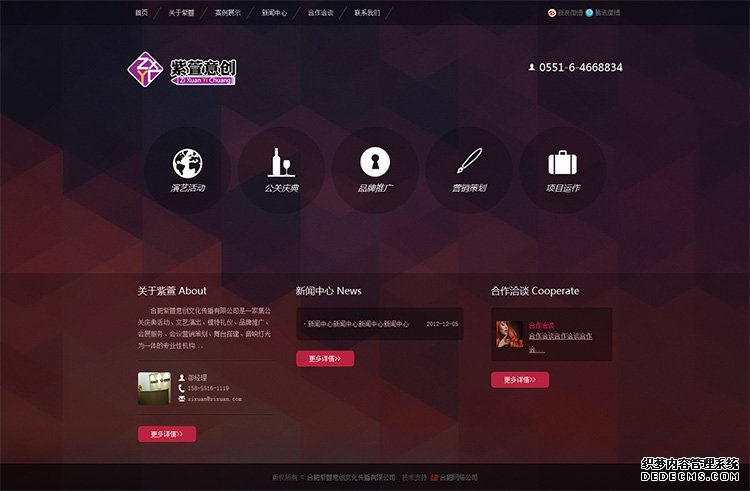 首页
关于紫萱
案例展示
新闻中心
合作洽谈
联系我们
新浪微博
腾讯微博
ZX
Y
紫萱意创
Zi Xuan Yi Chuang
0551-6-4668834
演艺活动
公关庆典
品牌推广
营销策划
项目运作
关于紫萱 About
合肥紫萱意创文化传播有限公司是一家集公
关庆典活动、文艺演出、模特礼仪、品牌推广、
会展服务、会议营销策划、舞台搭建、音响灯光
为一体的专业性机构...
邵经理
158-5516-1119
zixuan@zixuan.com
更多详情>>
新闻中心 News
· 新闻中心新闻中心新闻中心新闻中心 2012-12-05
更多详情>>
合作洽谈 Cooperate
合作洽谈
合作洽谈合作洽谈合作
洽...
更多详情>>
版权所有 © 合肥紫萱意创文化传播有限公司 技术支持 合肥网络公司
织梦内容管理系统
DEDECMS.COM